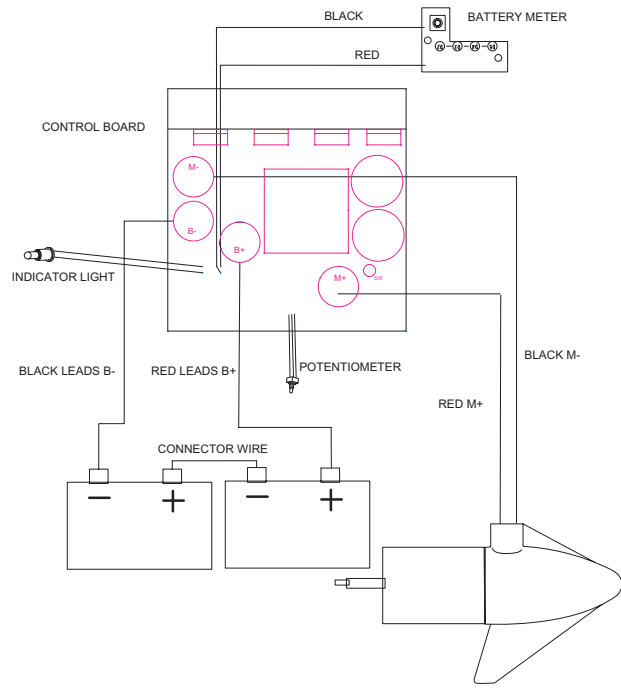 BLACK
BATTERY METER
RED
CONTROL BOARD
M-
B-
B+
M+
SW
INDICATOR LIGHT
BLACK LEADS B-
RED LEADS B+
POTENTIOMETER
BLACK M-
RED M+
CONNECTOR WIRE
− + − +